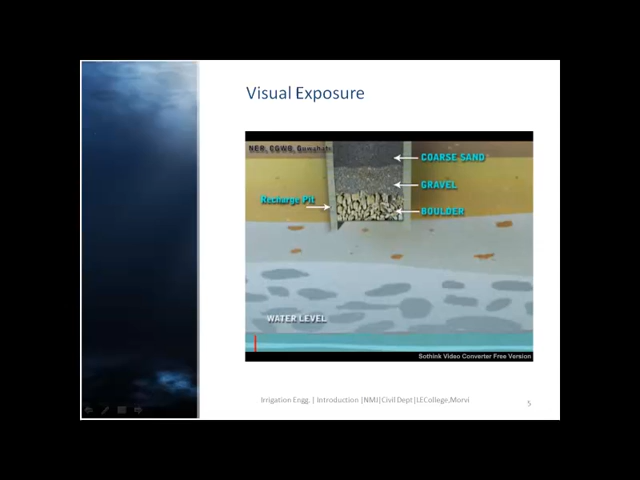 Visual Exposure
NER, CGWB, Guwahati
COARSE SAND
GRAVEL
Recharge Pit
BOULDER
WATER LEVEL
Sothink Video Converter Free Version
Irrigation Engg. | Introduction |NMJ|Civil Dept|LECollege,Morvi
5